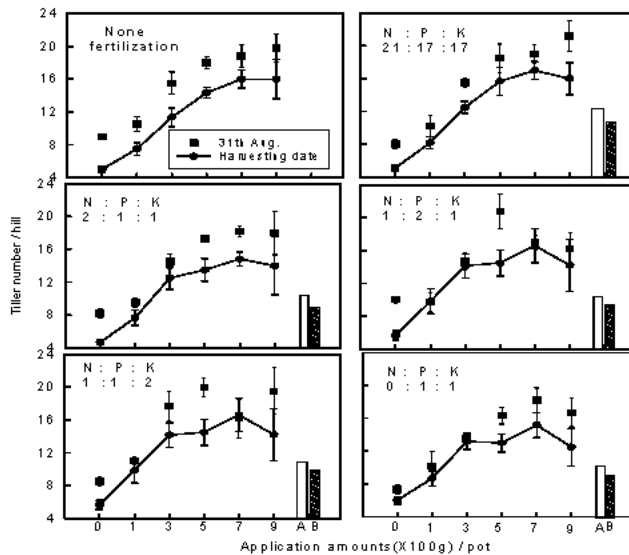 24
20
16
12
8
4
None
fertilization
31th Aug.
Harvesting date
N : P : K
21:17:17
24
20
16
12
8
4
N : P : K
2 : 1 : 1
N : P : K
1 : 2 : 1
24
20
16
12
8
4
N : P : K
1 : 1 : 2
N : P : K
0 : 1 : 1
Tiller number/hill
0 1 3 5 7 9 A B
0 1 3 5 7 9 A B
Application amounts(X100g)/pot